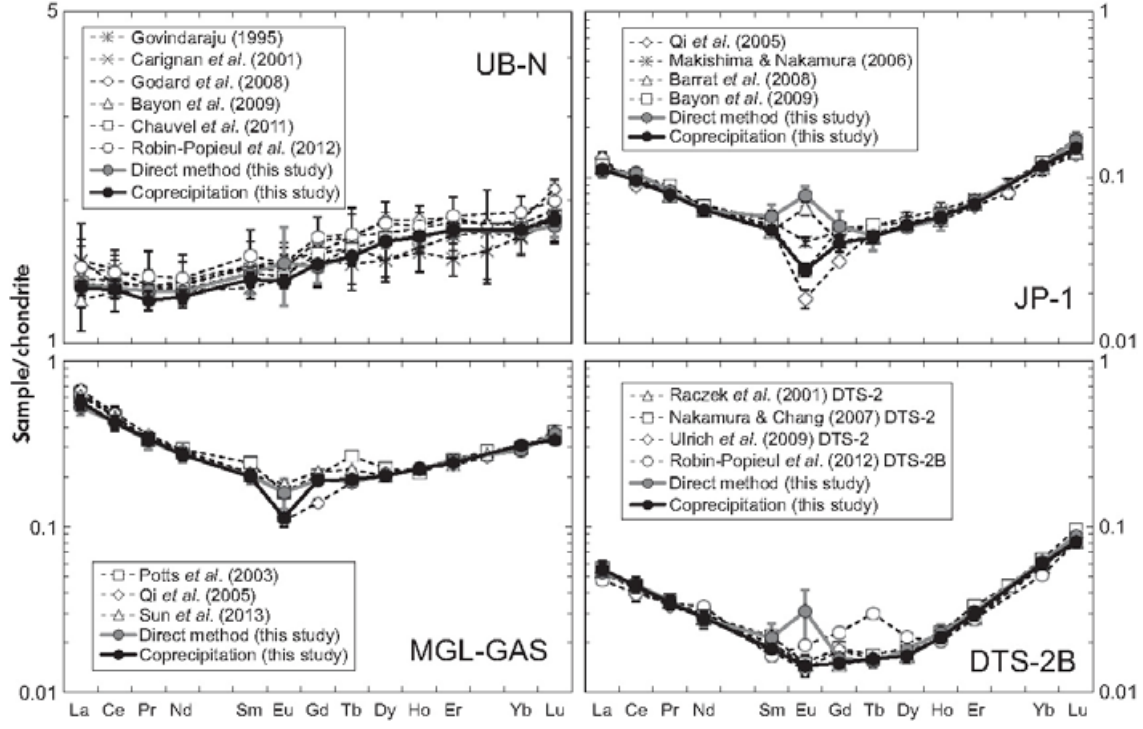 5
Govindaraju (1995)
Carignan et al. (2001)
Godard et al. (2008)
Bayon et al. (2009)
Chauvel et al. (2011)
Robin-Popieul et al. (2012)
Direct method (this study)
Coprecipitation (this study)
UB-N
1
1
Qi et al. (2005)
Makishima & Nakamura (2006)
Barrat et al. (2008)
Bayon et al. (2009)
Direct method (this study)
Coprecipitation (this study)
0.1
JP-1
0.01
Sample/chondrite
1
0.1
Potts et al. (2003)
Qi et al. (2005)
Sun et al. (2013)
Direct method (this study)
Coprecipitation (this study)
MGL-GAS
0.01
La Ce Pr Nd Sm Eu Gd Tb Dy Ho Er Yb Lu
Raczek et al. (2001) DTS-2
Nakamura & Chang (2007) DTS-2
Ulrich et al. (2009) DTS-2
Robin-Popieul et al. (2012) DTS-2B
Direct method (this study)
Coprecipitation (this study)
0.1
DTS-2B
0.01
La Ce Pr Nd Sm Eu Gd Tb Dy Ho Er Yb Lu